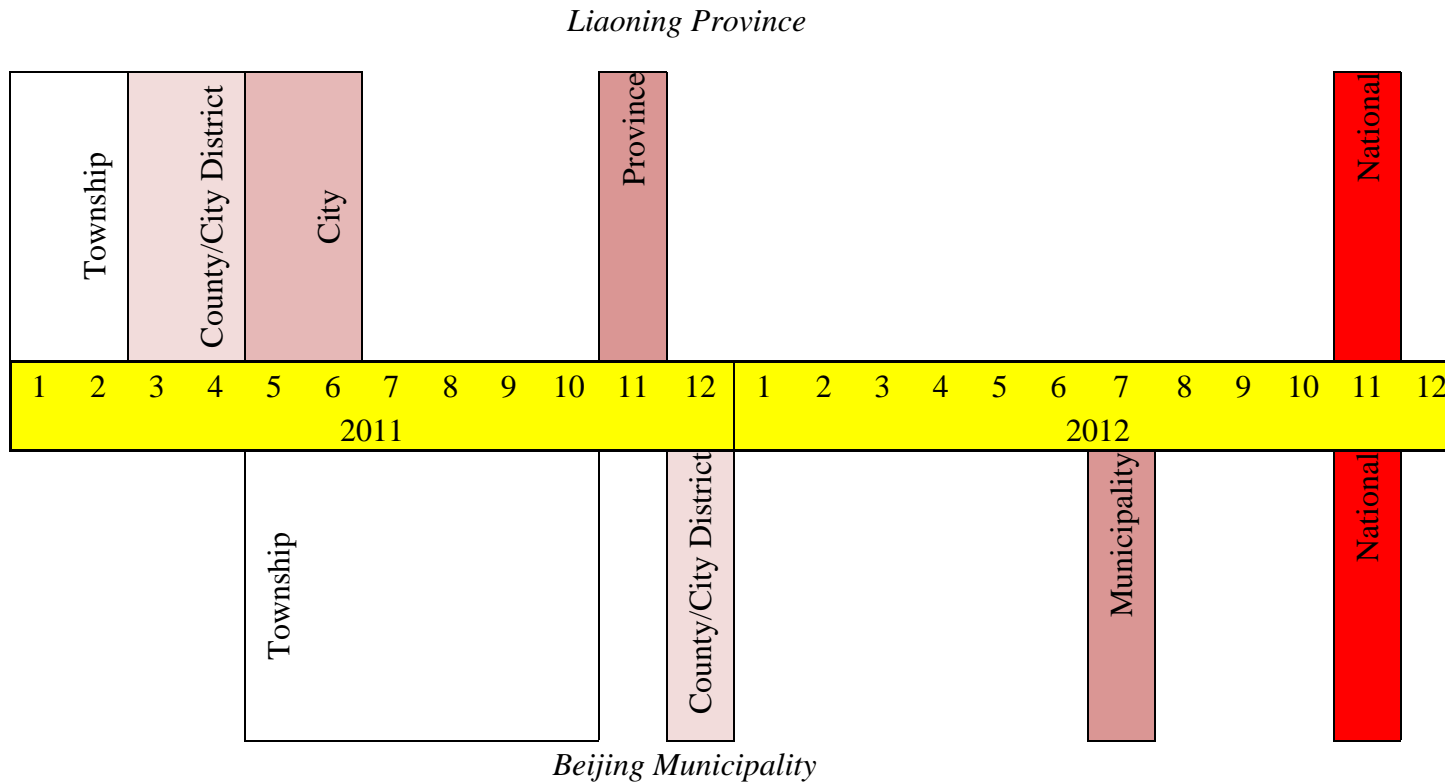 Liaoning Province
Township
County/City District
City
Province
National
1 2 3 4 5 6 7 8 9 10 11 12 1 2 3 4 5 6 7 8 9 10 11 12
2011 2012
Township
County/City District
Municipality
National
Beijing Municipality